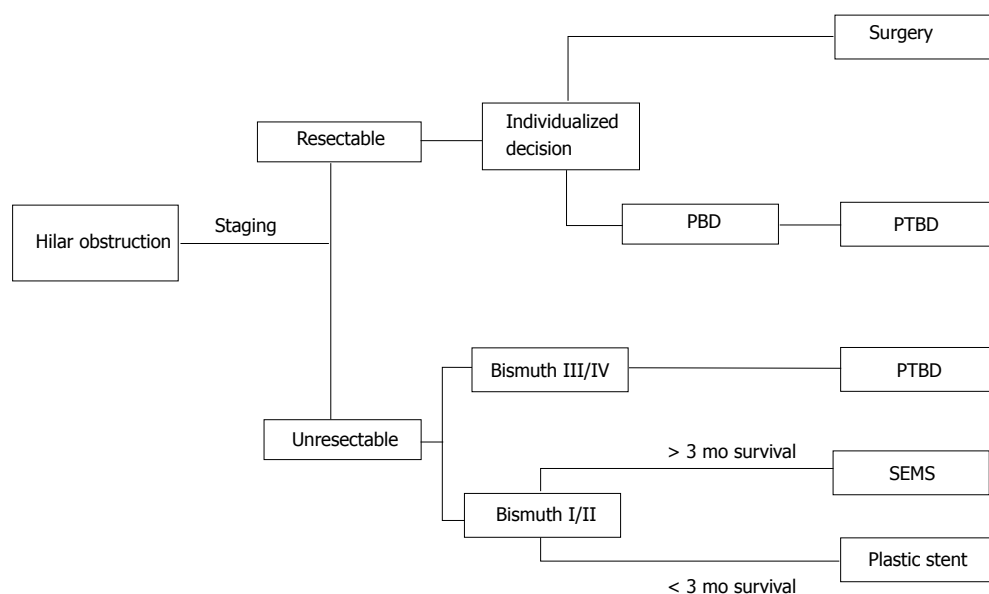 Surgery
Resectable
Individualized
decision
Hilar obstruction
Staging
PBD
PTBD
Bismuth III/IV
PTBD
Unresectable
> 3 mo survival
SEMS
Bismuth I/II
Plastic stent
< 3 mo survival